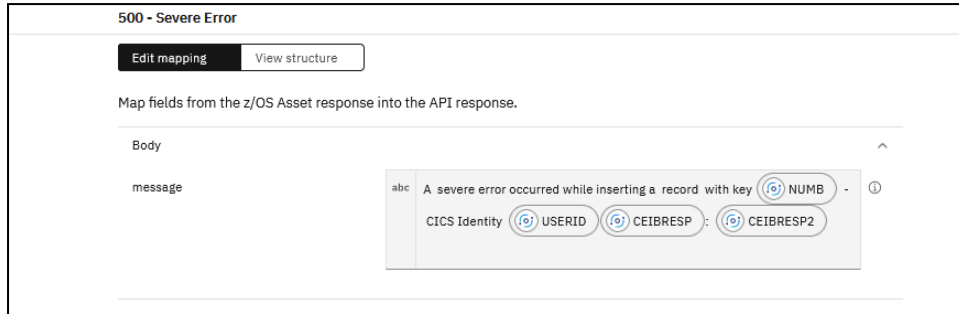 500 - Severe Error
Edit mapping View structure
Map fields from the z/OS Asset response into the API response.
Body
message
abc A severe error occurred while inserting a record with key NUMB -
CICS Identity USERID CEIBRESP : CEIBRESP2